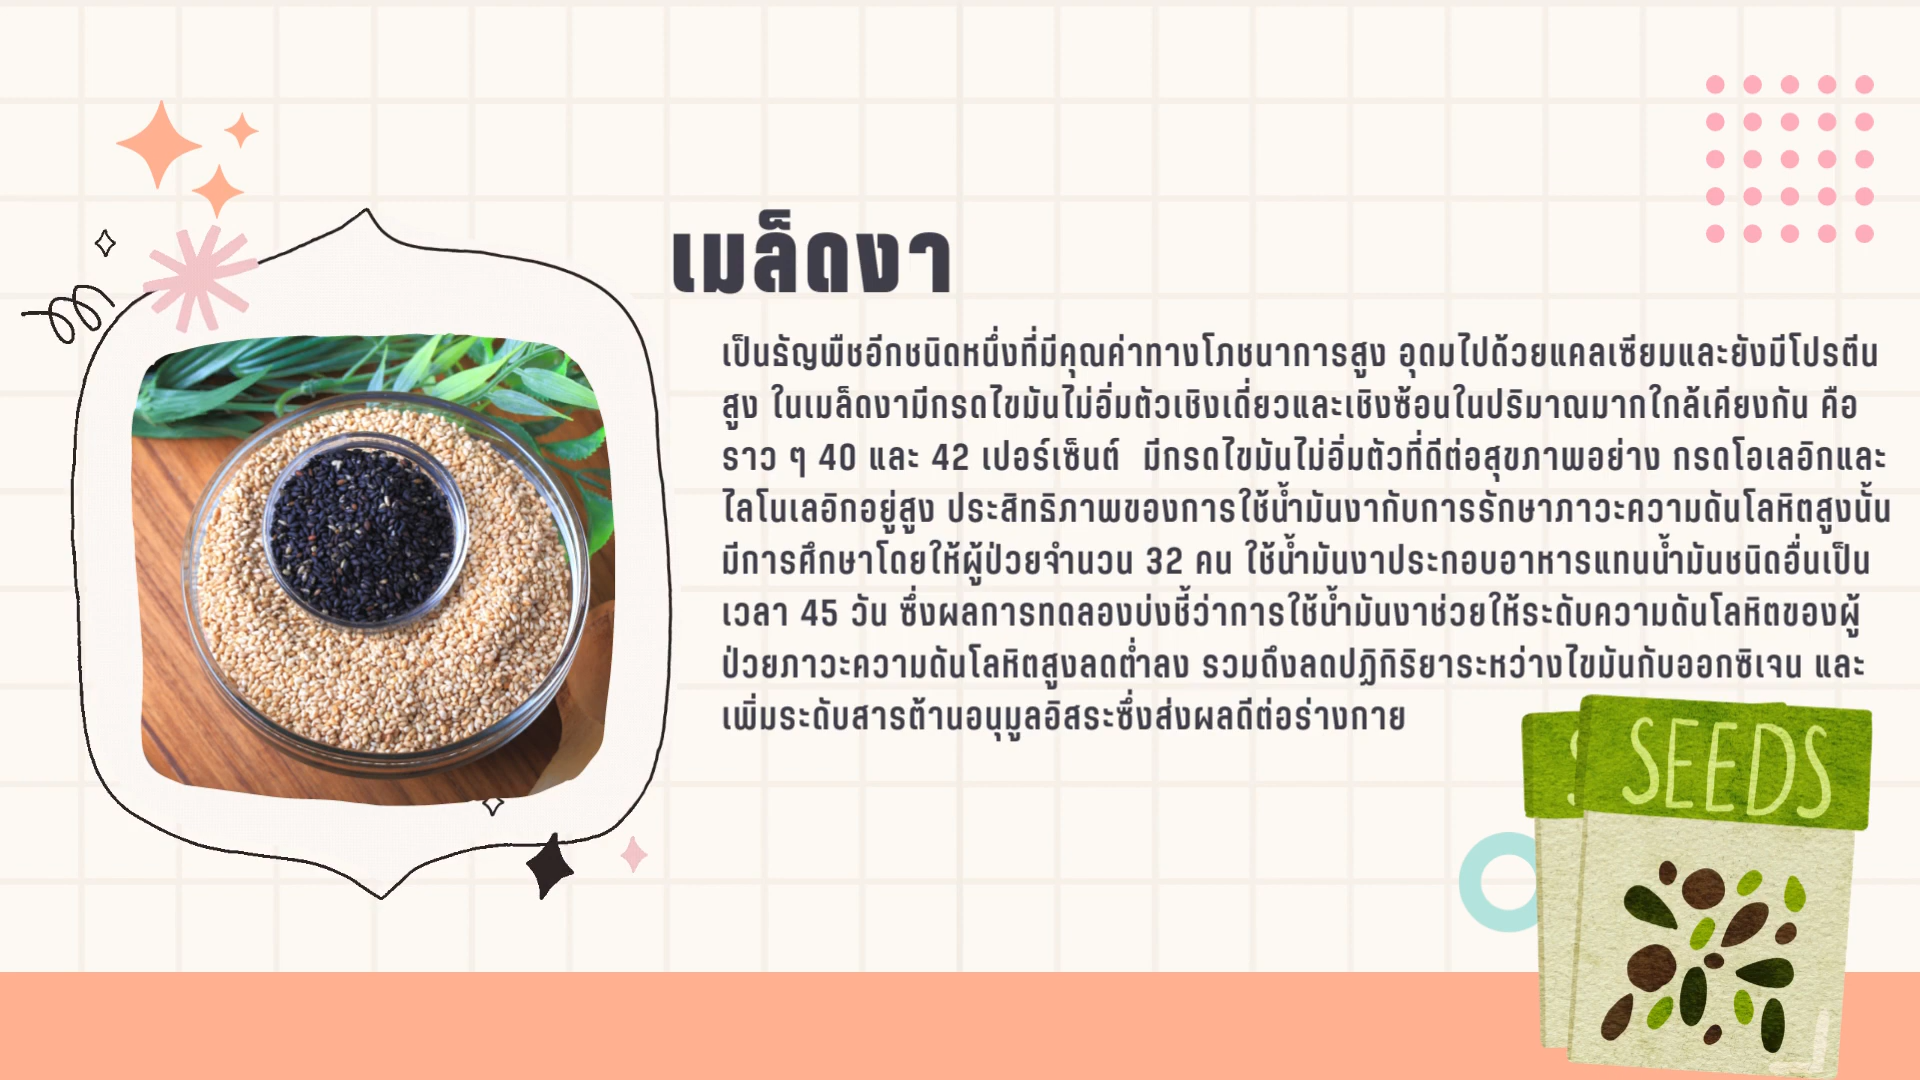 เมล็ดงา
เป็นธัญพืชอีกชนิดหนึ่งที่มีคุณค่าทางโภชนาการสูง อุดมไปด้วยแคลเซียมและยังมีโปรตีน
สูง ในเมล็ดงามีกรดไขมันไม่อิ่มตัวเชิงเดี่ยวและเชิงซ้อนในปริมาณมากใกล้เคียงกัน คือ
ราว ๆ 40 และ 42 เปอร์เซ็นต์  มีกรดไขมันไม่อิ่มตัวที่ดีต่อสุขภาพอย่าง กรดโอเลอิกและ
ไลโนเลอิกอยู่สูง ประสิทธิภาพของการใช้น้ำมันงากับการรักษาภาวะความดันโลหิตสูงนั้น
มีการศึกษาโดยให้ผู้ป่วยจำนวน 32 คน ใช้น้ำมันงาประกอบอาหารแทนน้ำมันชนิดอื่นเป็น
เวลา 45 วัน ซึ่งผลการทดลองบ่งชี้ว่าการใช้น้ำมันงาช่วยให้ระดับความดันโลหิตของผู้
ป่วยภาวะความดันโลหิตสูงลดต่ำลง รวมถึงลดปฏิกิริยาระหว่างไขมันกับออกซิเจน และ
เพิ่มระดับสารต้านอนุมูลอิสระซึ่งส่งผลดีต่อร่างกาย
SEEDS